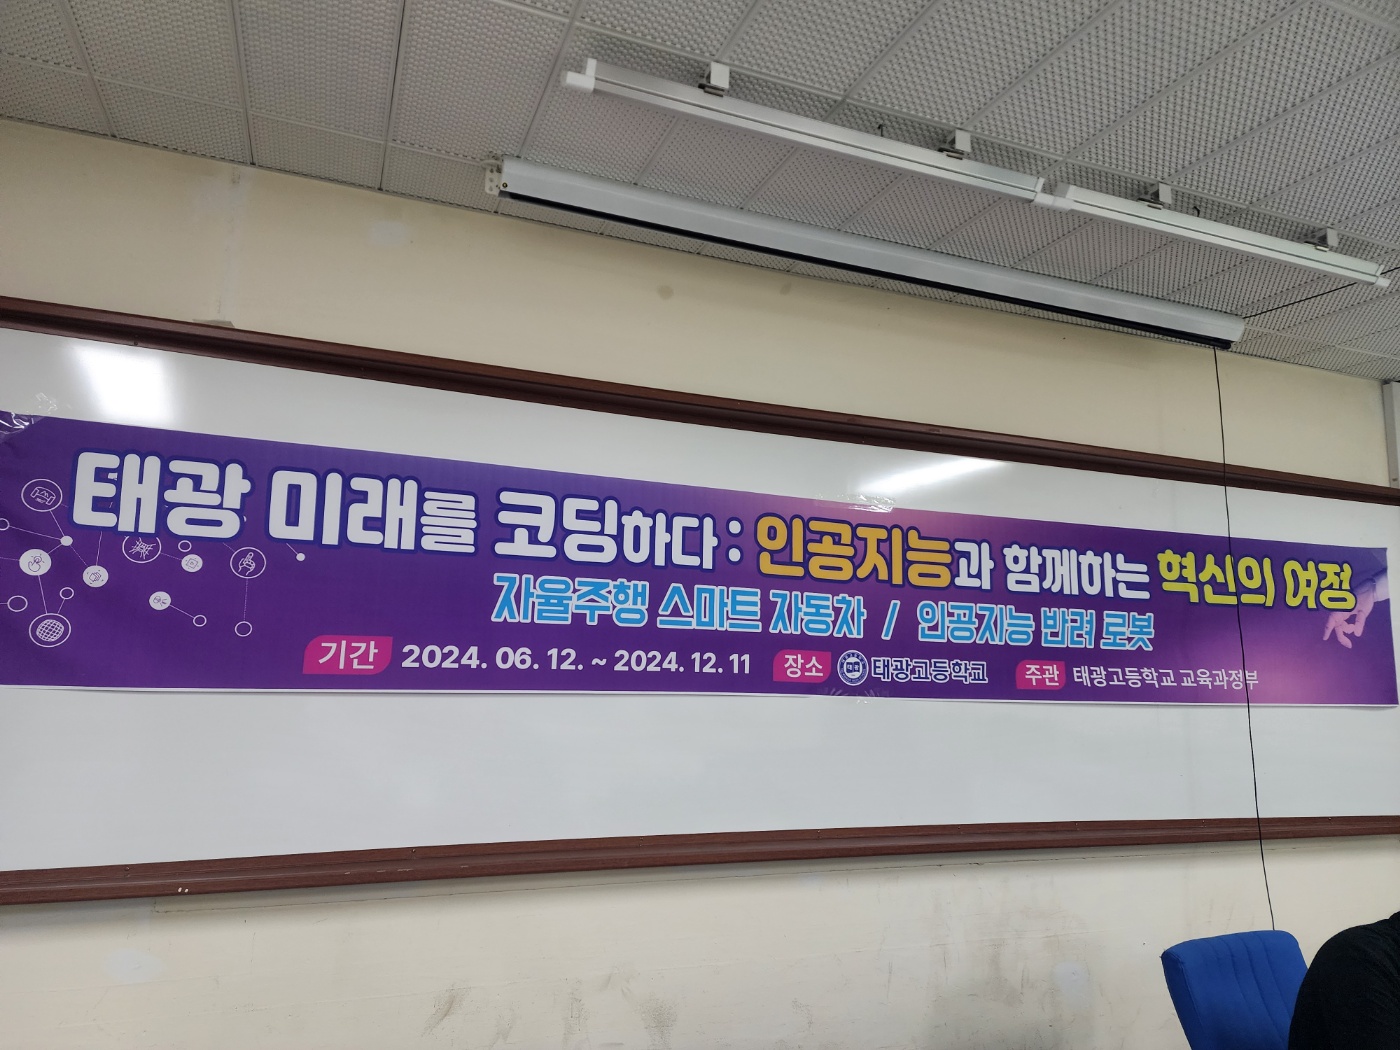 태광 미래를 코딩하다 : 인공지능과 함께하는 혁신의 여정
자율주행 스마트 자동차 / 인공지능 반려 로봇
기간 2024. 06. 12. ~ 2024. 12. 11 장소 태광고등학교 주관 태광고등학교 교육과정부